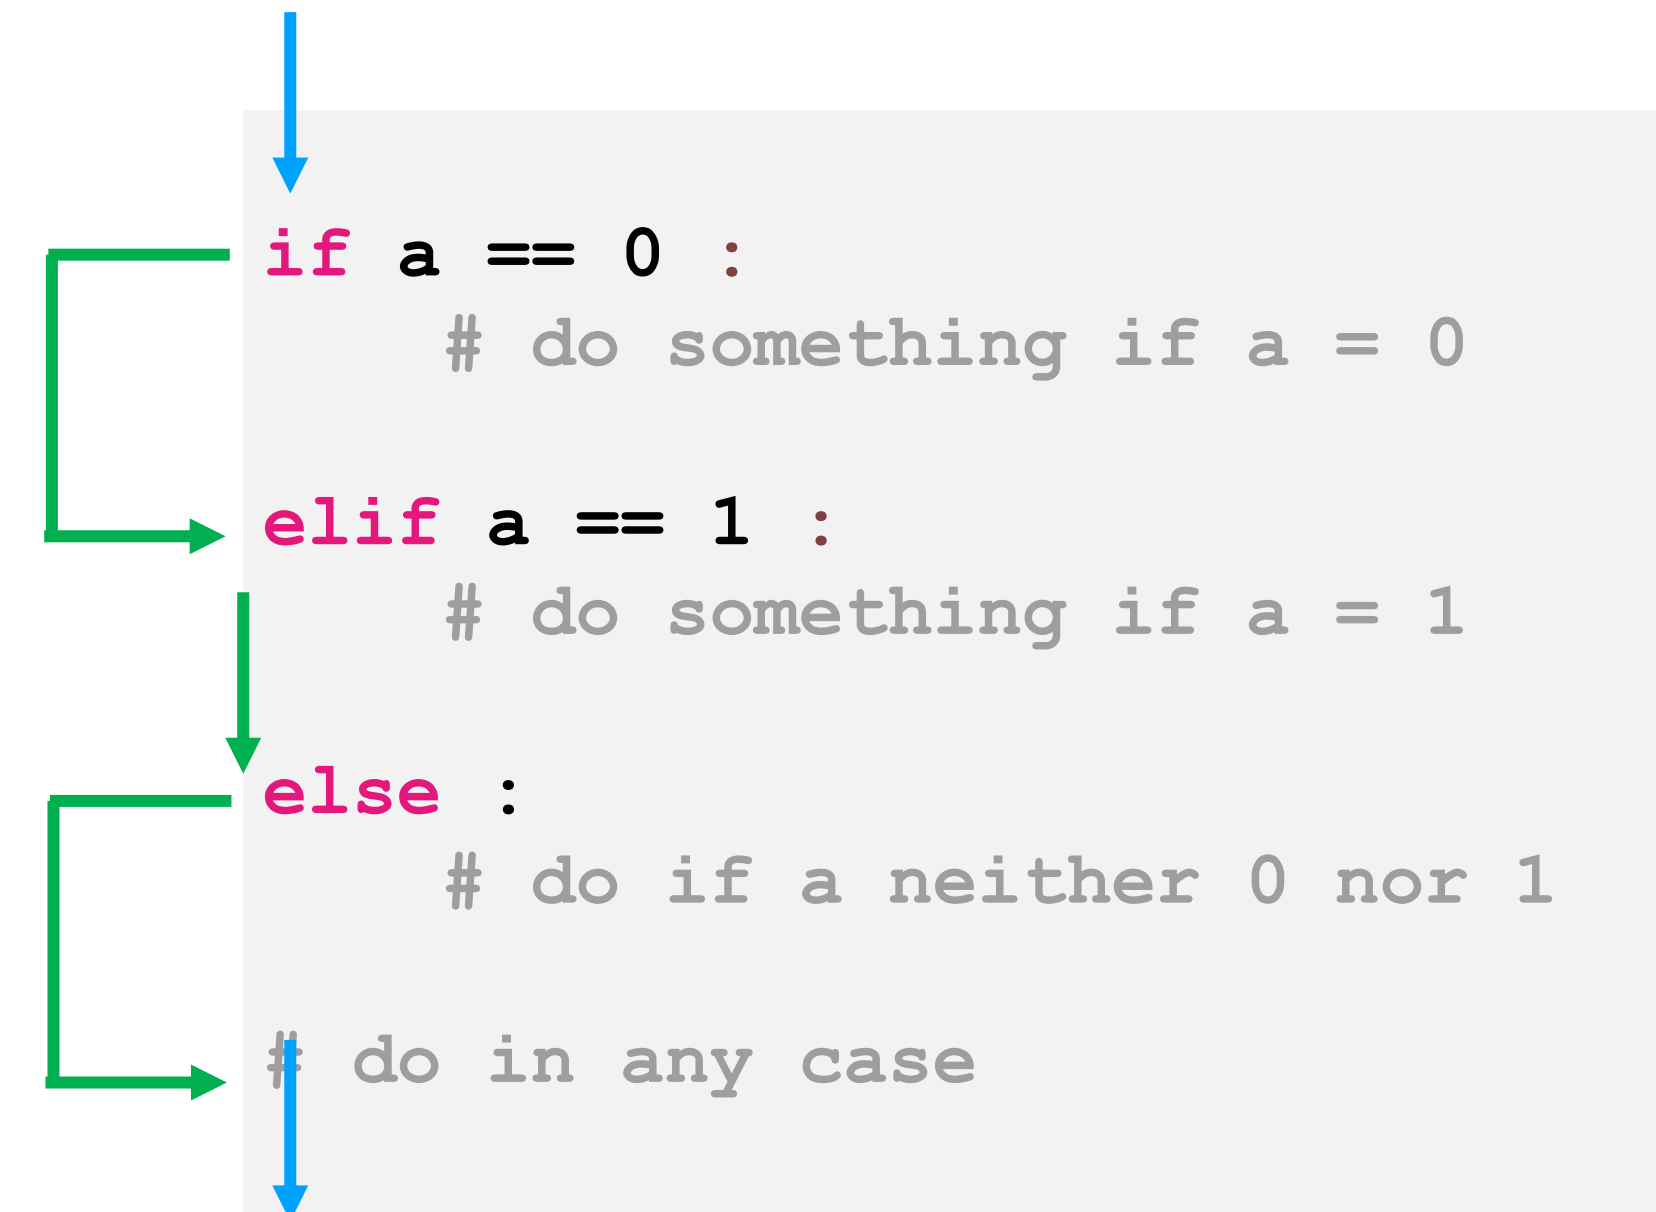 if a == 0 :
# do something if a = 0
elif a == 1 :
# do something if a = 1
else :
# do if a neither 0 nor 1
# do in any case